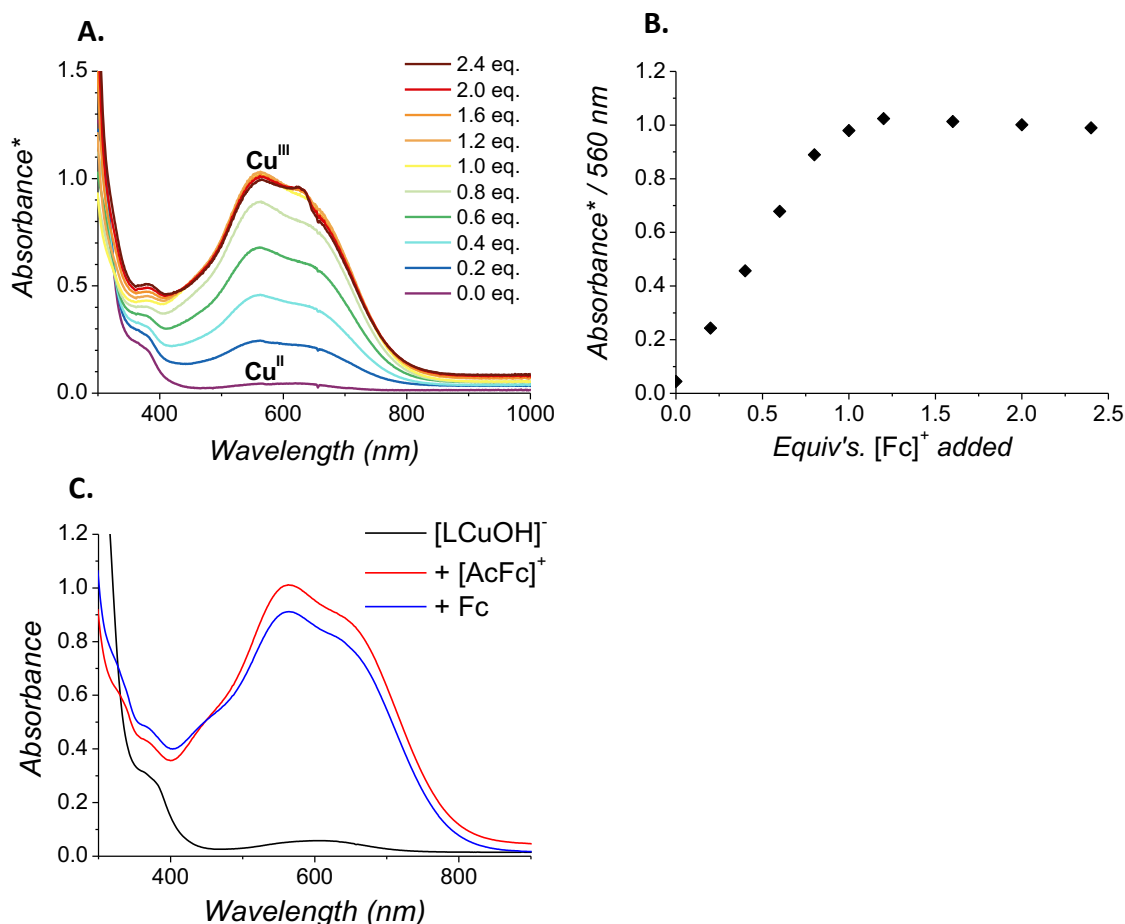 A.
1.5
1.0
0.5
0.0
Absorbance*
400
600
800
1000
Wavelength (nm)
Cu^III
Cu^II
2.4 eq.
2.0 eq.
1.6 eq.
1.2 eq.
1.0 eq.
0.8 eq.
0.6 eq.
0.4 eq.
0.2 eq.
0.0 eq.
B.
1.2
1.0
0.8
0.6
0.4
0.2
0.0
Absorbance* / 560 nm
0.0
0.5
1.0
1.5
2.0
2.5
Equiv's. [Fc]⁺ added
C.
1.2
1.0
0.8
0.6
0.4
0.2
0.0
Absorbance
400
600
800
Wavelength (nm)
[LCuOH]⁻
+ [AcFc]⁺
+ Fc